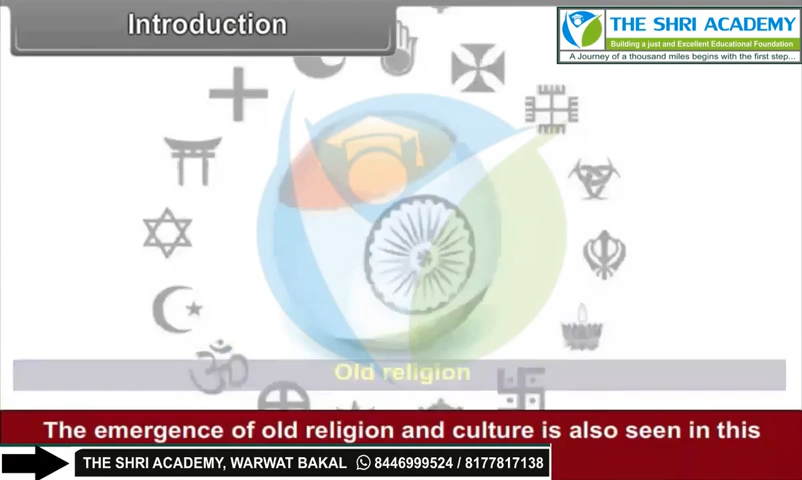 Introduction
THE SHRI ACADEMY
Building a just and Excellent Educational Foundation
A Journey of a thousand miles begins with the first step...
Old religion
The emergence of old religion and culture is also seen in this
THE SHRI ACADEMY, WARWAT BAKAL 8446999524 / 8177817138